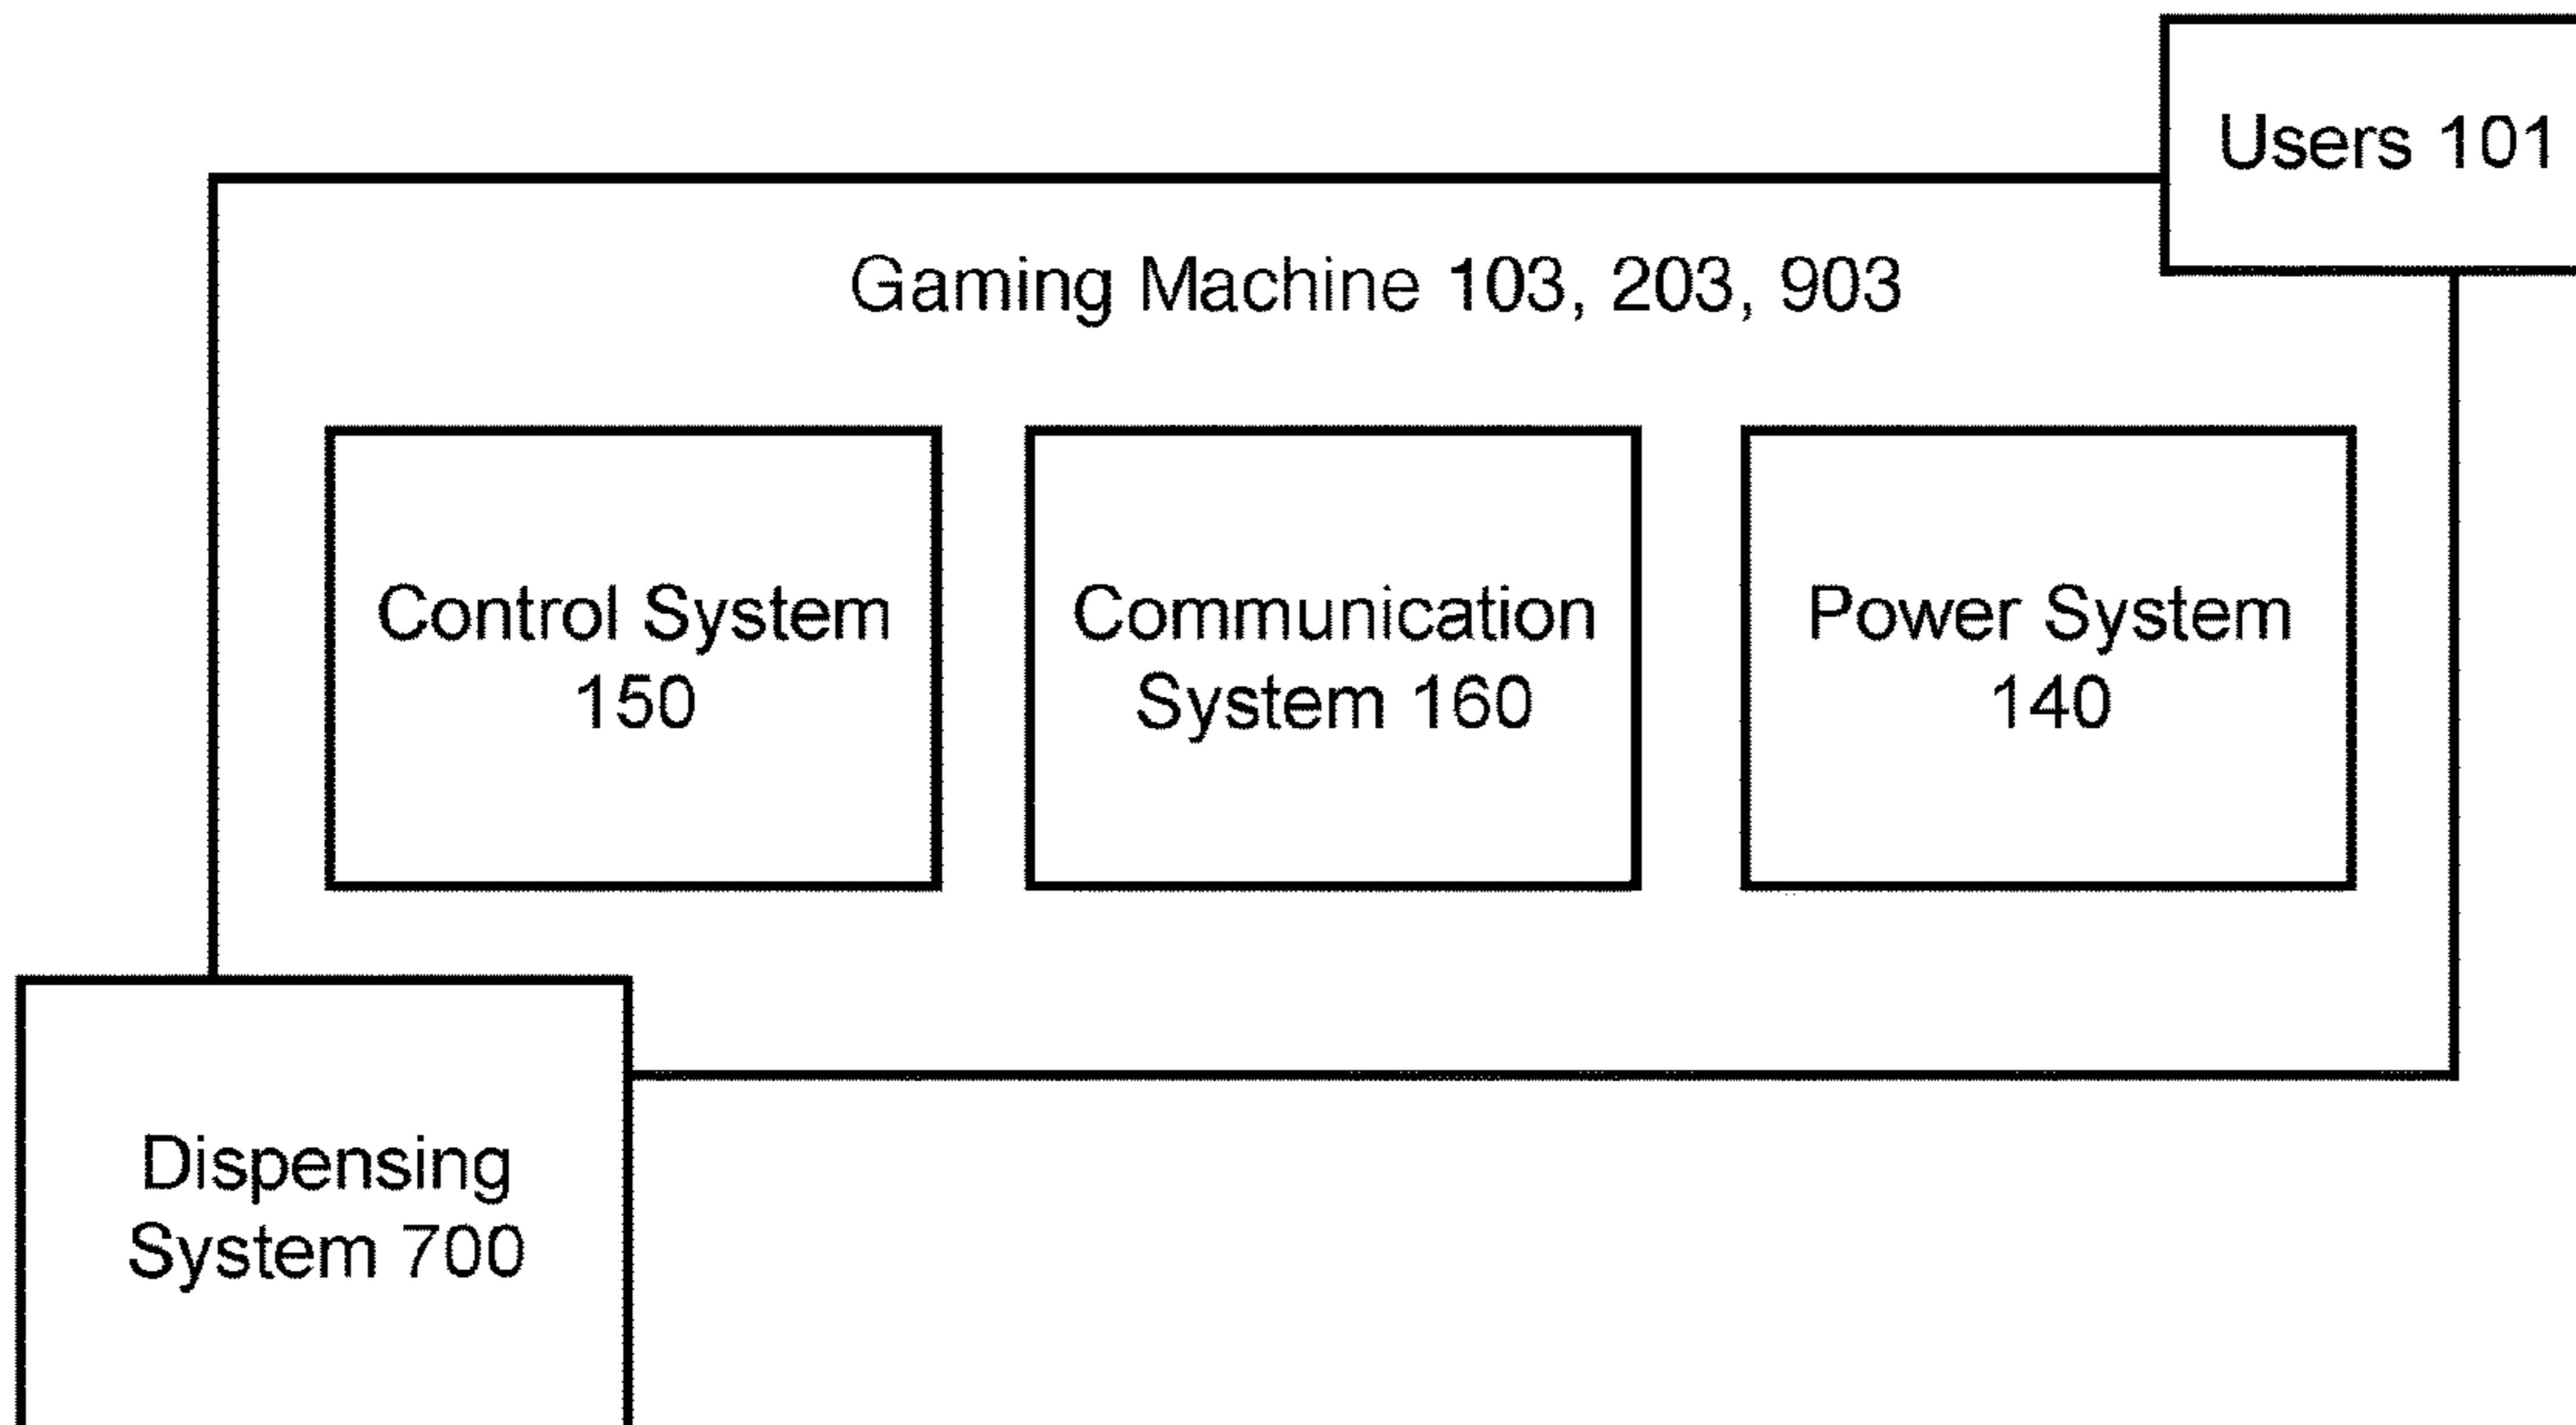 Users 101
Gaming Machine 103, 203, 903
Control System
150
Communication
System 160
Power System
140
Dispensing
System 700